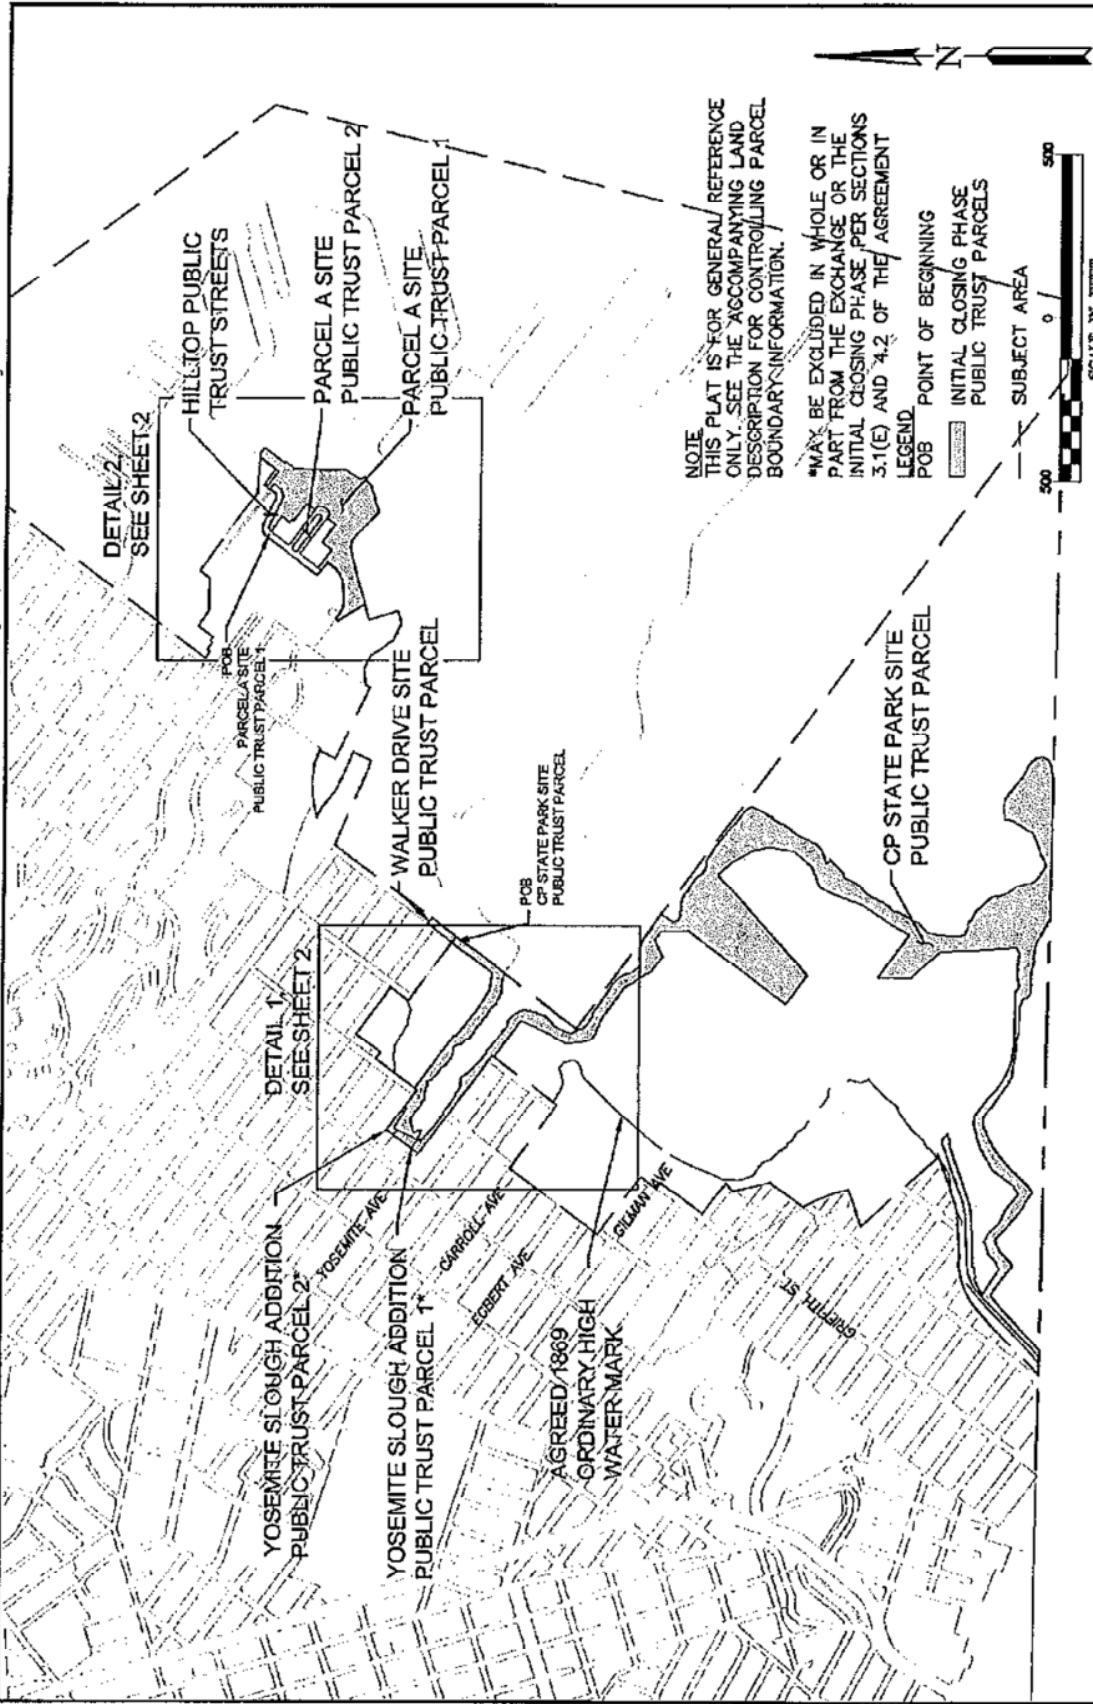 DETAIL 2,
SEE SHEET 2
HILLTOP PUBLIC
TRUST STREETS
PARCEL A SITE
PUBLIC TRUST PARCEL 2
PARCEL A SITE
PUBLIC TRUST PARCEL 1
POB
PARCEL A SITE
PUBLIC TRUST PARCEL 1
WALKER DRIVE SITE
PUBLIC TRUST PARCEL
POB
CP STATE PARK SITE
PUBLIC TRUST PARCEL
DETAIL 1,
SEE SHEET 2
YOSEMITE SLOUGH ADDITION
PUBLIC TRUST PARCEL 2*
YOSEMITE SLOUGH ADDITION
PUBLIC TRUST PARCEL 1*
YOSEMITE AVE
CARROLL AVE
EGBERT AVE
GILMAN AVE
GRIFFITH ST.
AGREED 1869
ORDINARY HIGH
WATER MARK
CP STATE PARK SITE
PUBLIC TRUST PARCEL
N
NOTE
THIS PLAT IS FOR GENERAL REFERENCE
ONLY. SEE THE ACCOMPANYING LAND
DESCRIPTION FOR CONTROLLING PARCEL
BOUNDARY INFORMATION.
*MAY BE EXCLUDED IN WHOLE OR IN
PART FROM THE EXCHANGE OR THE
INITIAL CLOSING PHASE PER SECTIONS
3.1(E) AND 4.2 OF THE AGREEMENT
LEGEND
POB POINT OF BEGINNING
INITIAL CLOSING PHASE
PUBLIC TRUST PARCELS
SUBJECT AREA
500 0 500